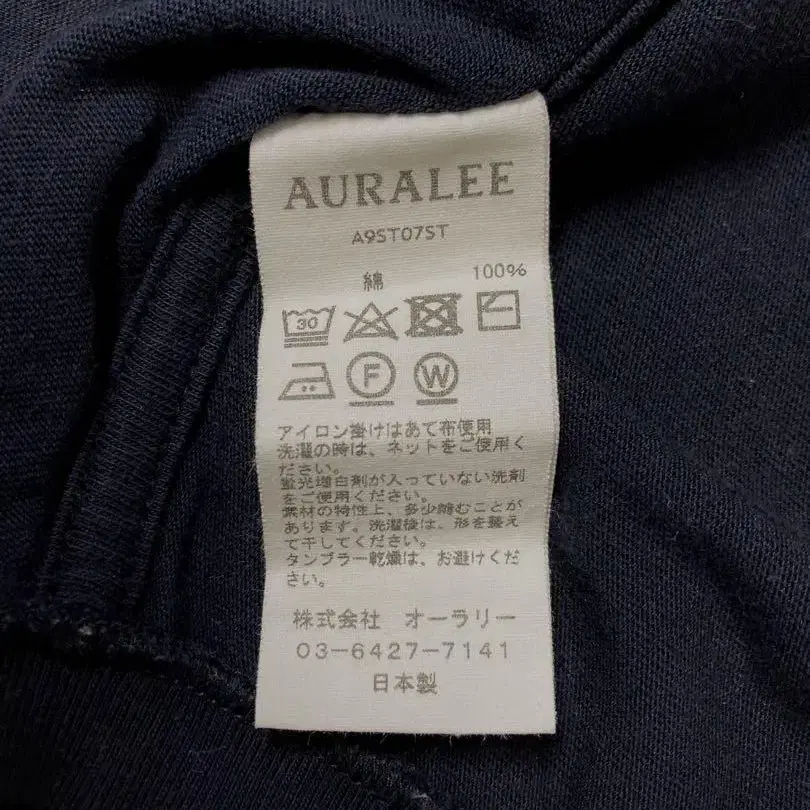 AURALEE
A9ST07ST
綿 100%
30
F W
アイロン掛けはあて布使用
洗濯の時は、ネットをご使用く
ださい。
蛍光増白剤が入っていない洗剤
をご使用ください。
素材の特性上、多少縮むことが
あります。洗濯後は、形を整え
て干してください。
タンブラー乾燥は、お避けくだ
さい。
株式会社 オーラリー
03-6427-7141
日本製